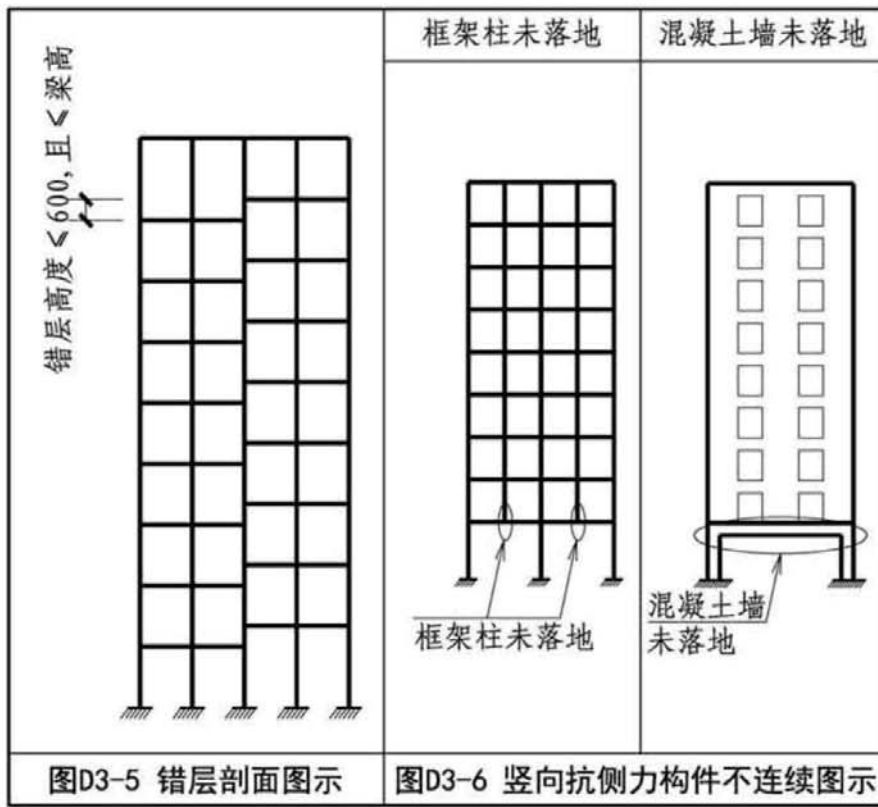 框架柱未落地
混凝土墙未落地
错层高度≤600,且≤梁高
框架柱未落地
混凝土墙
未落地
图D3-5 错层剖面图示
图D3-6 竖向抗侧力构件不连续图示